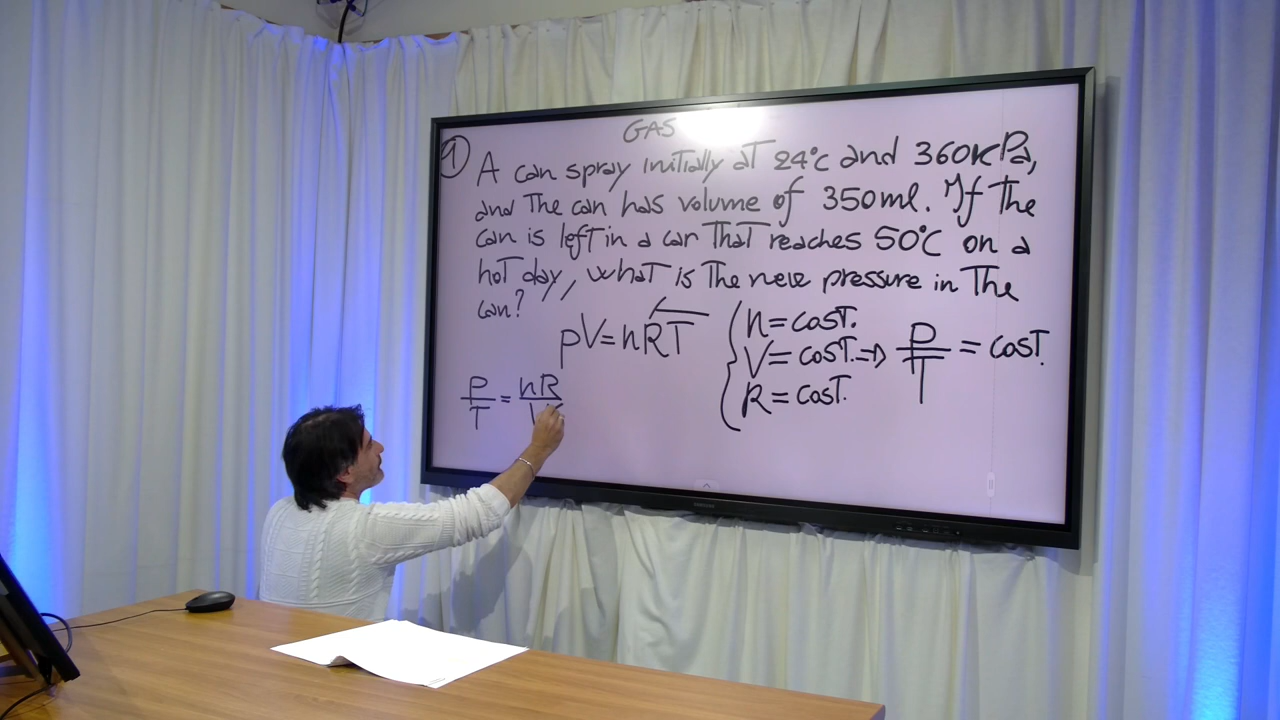 GAS
1 A can spray initially at 24°C and 360KPa,
and The can has volume of 350ml. If the
can is left in a car that reaches 50°C on a
hot day, what is the new pressure in The
can?
pV=nRT
n=cosT.
V=cosT.⇒ P/T = cosT.
R=cosT.
P/T = nR/V